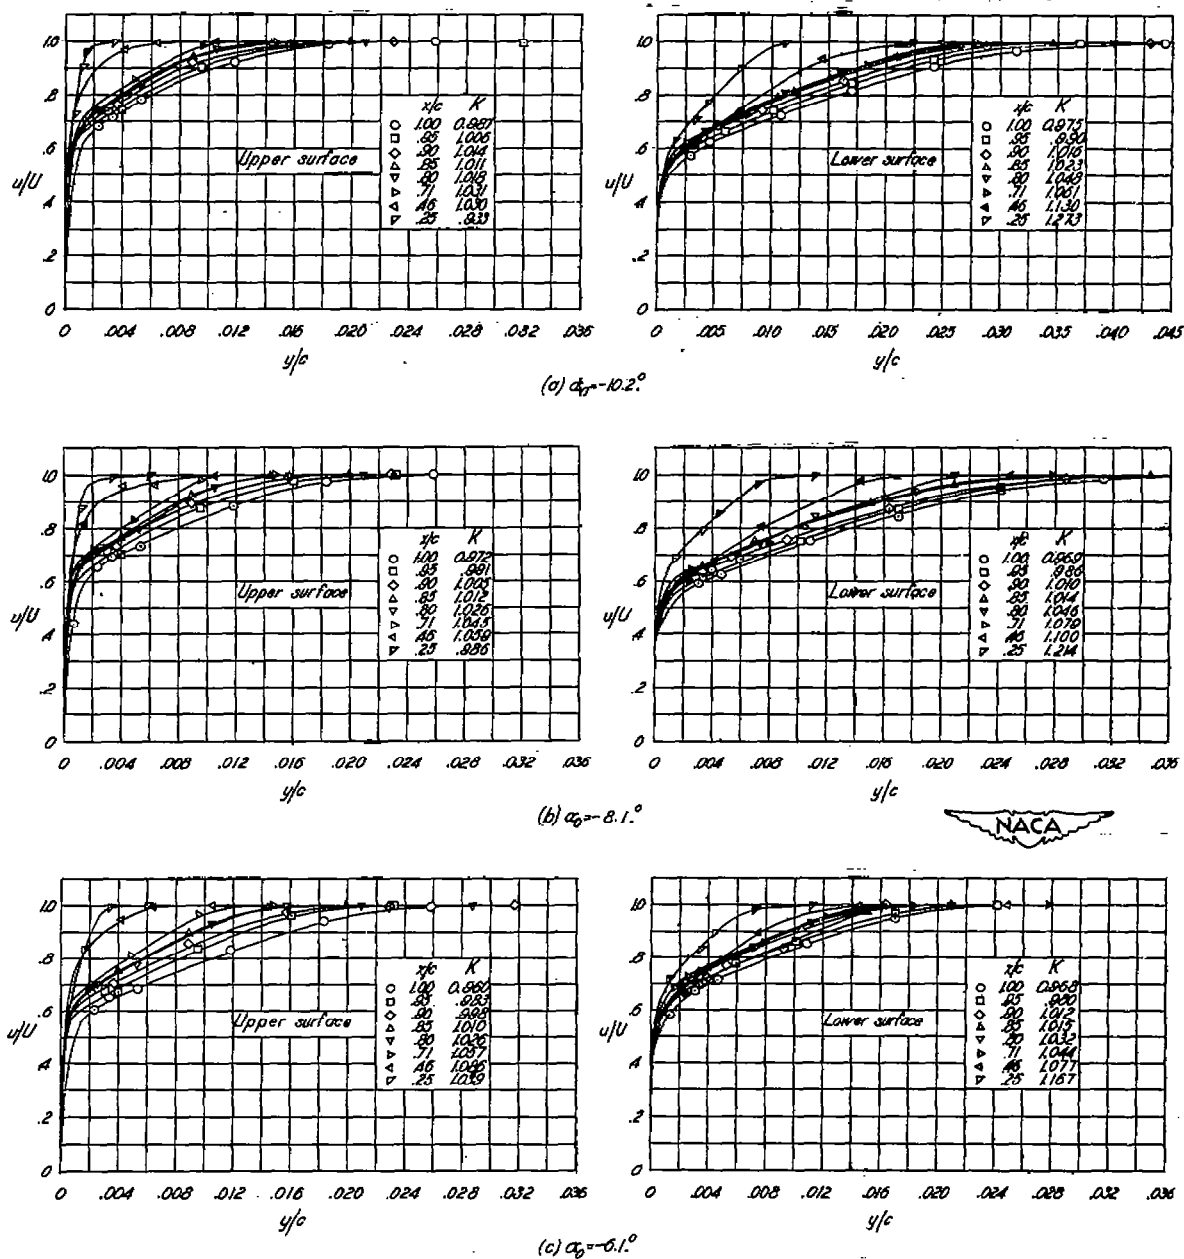 1.0
.8
.6
u/U
.4
.2
0
x/c K
1.00 0.987
.95 1.006
.90 1.014
.85 1.011
.80 1.018
.71 1.031
.46 1.030
.25 .933
Upper surface
0 .004 .008 .012 .16 .020 .024 .028 .032 .036
y/c
1.0
.8
.6
u/U
.4
.2
0
x/c K
1.00 0.975
.95 .990
.90 1.016
.85 1.023
.80 1.048
.71 1.061
.46 1.130
.25 1.273
Lower surface
0 .005 .010 .015 .020 .025 .030 .035 .040 .045
y/c
(a) α₀=-10.2.°
1.0
.8
.6
u/U
.4
.2
0
x/c K
1.00 0.972
.95 .981
.90 1.005
.85 1.012
.80 1.026
.71 1.045
.46 1.059
.25 .986
Upper surface
0 .004 .008 .012 .016 .020 .024 .028 .032 .036
y/c
1.0
.8
.6
u/U
.4
.2
0
x/c K
1.00 0.969
.95 .986
.90 1.010
.85 1.014
.80 1.046
.71 1.079
.46 1.100
.25 1.214
Lower surface
0 .004 .008 .012 .016 .020 .024 .028 .032 .036
y/c
(b) α₀=-8.1.°
NACA
1.0
.8
.6
u/U
.4
.2
0
x/c K
1.00 0.960
.95 .983
.90 .998
.85 1.010
.80 1.026
.71 1.057
.46 1.086
.25 1.039
Upper surface
0 .004 .008 .012 .016 .020 .024 .028 .032 .036
y/c
1.0
.8
.6
u/U
.4
.2
0
x/c K
1.00 0.968
.95 .980
.90 1.012
.85 1.015
.80 1.032
.71 1.044
.46 1.077
.25 1.167
Lower surface
0 .004 .008 .012 .016 .020 .024 .028 .032 .036
y/c
(c) α₀=-6.1.°